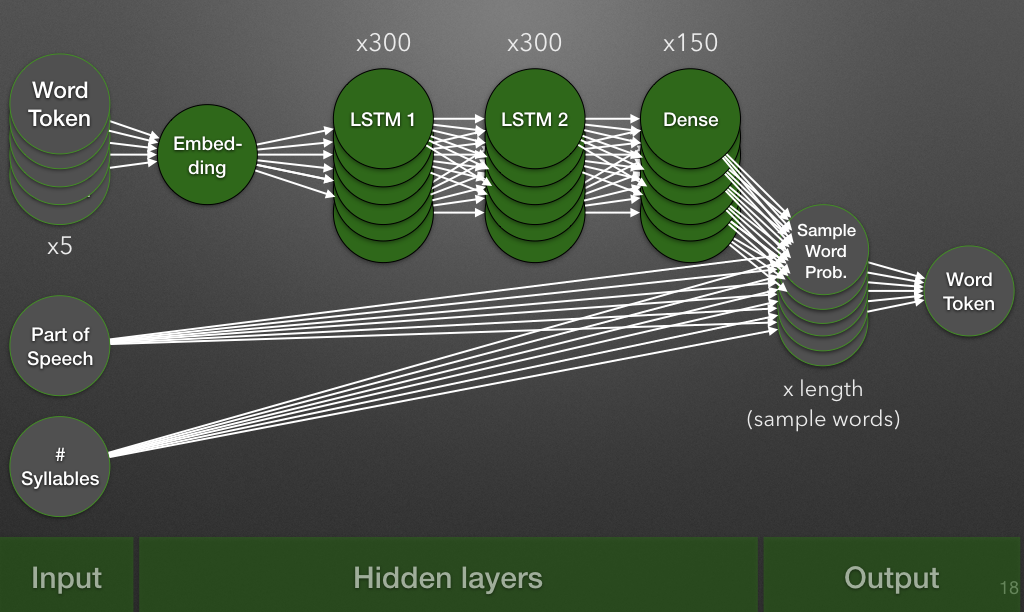 x300
x300
x150
Word
Token
LSTM 1
LSTM 2
Dense
Embed-
ding
x5
Sample
Word
Prob.
Word
Token
Part of
Speech
x length
(sample words)
#
Syllables
Input
Hidden layers
Output
18